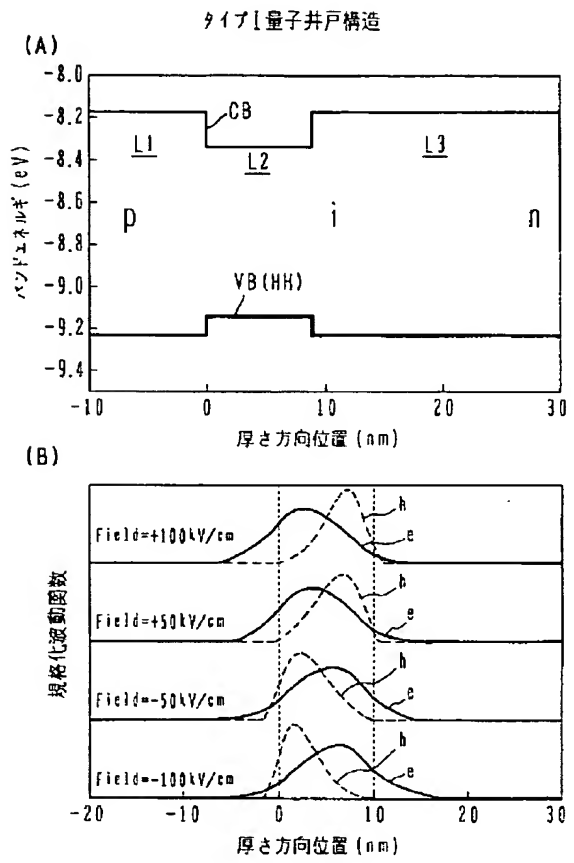 タイプI量子井戸構造
(A)
バンドエネルギ(eV)
-8.0
-8.2
-8.4
-8.6
-8.8
-9.0
-9.2
-9.4
CB
L1
L2
L3
p
i
n
VB(HH)
-10
0
10
20
30
厚さ方向位置(nm)
(B)
規格化波動関数
Field=+100kV/cm
h
e
Field=+50kV/cm
h
e
Field=-50kV/cm
h
e
Field=-100kV/cm
h
e
-20
-10
0
10
20
30
厚さ方向位置(nm)